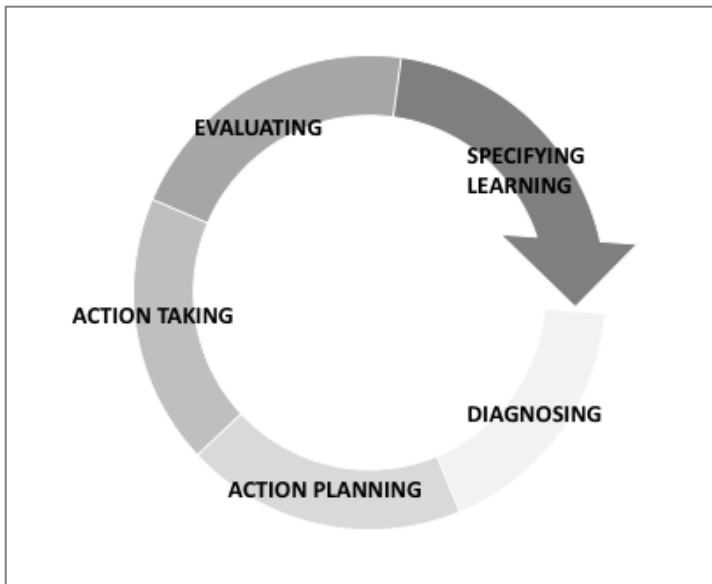 EVALUATING
SPECIFYING
LEARNING
ACTION TAKING
DIAGNOSING
ACTION PLANNING